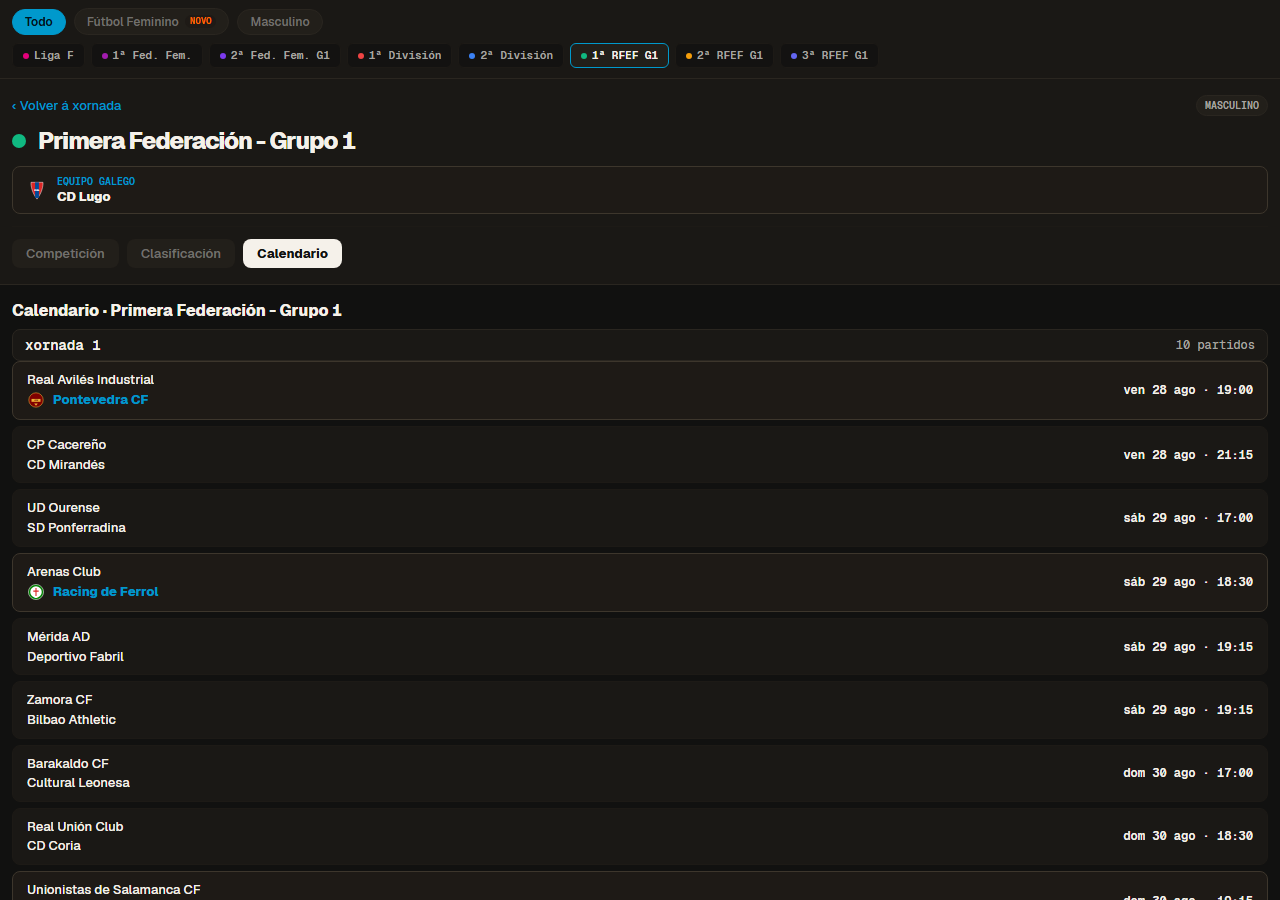 Todo
Fútbol Feminino NOVO
Masculino
Liga F
1ª Fed. Fem.
2ª Fed. Fem. G1
1ª División
2ª División
1ª RFEF G1
2ª RFEF G1
3ª RFEF G1
‹ Volver á xornada
MASCULINO
Primera Federación - Grupo 1
EQUIPO GALEGO
CD Lugo
Competición
Clasificación
Calendario
Calendario · Primera Federación - Grupo 1
xornada 1
10 partidos
Real Avilés Industrial
Pontevedra CF
ven 28 ago · 19:00
CP Cacereño
CD Mirandés
ven 28 ago · 21:15
UD Ourense
SD Ponferradina
sáb 29 ago · 17:00
Arenas Club
Racing de Ferrol
sáb 29 ago · 18:30
Mérida AD
Deportivo Fabril
sáb 29 ago · 19:15
Zamora CF
Bilbao Athletic
sáb 29 ago · 19:15
Barakaldo CF
Cultural Leonesa
dom 30 ago · 17:00
Real Unión Club
CD Coria
dom 30 ago · 18:30
Unionistas de Salamanca CF
dom 30 ago · 19:15